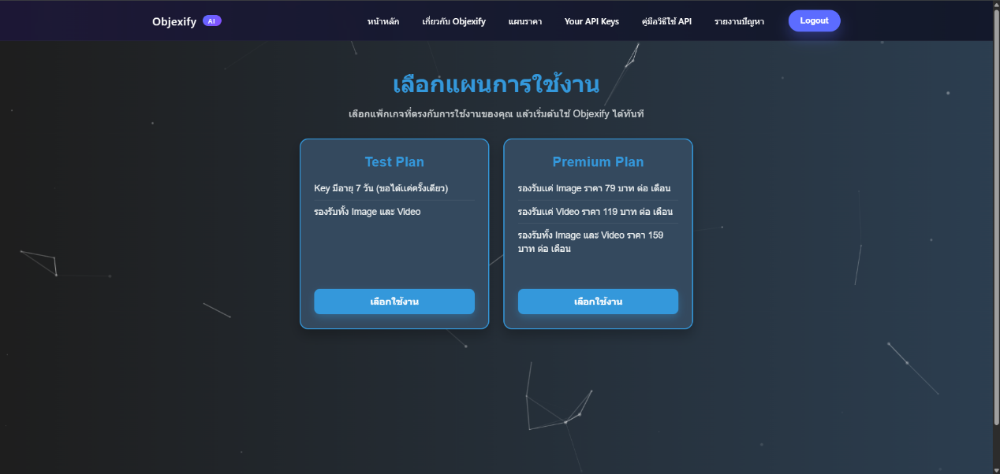 Objexify AI
หน้าหลัก
เกี่ยวกับ Objexify
แผนราคา
Your API Keys
คู่มือวิธีใช้ API
รายงานปัญหา
Logout
เลือกแผนการใช้งาน
เลือกแพ็กเกจที่ตรงกับการใช้งานของคุณ แล้วเริ่มต้นใช้ Objexify ได้ทันที
Test Plan
Key มีอายุ 7 วัน (ขอได้แค่ครั้งเดียว)
รองรับทั้ง Image และ Video
เลือกใช้งาน
Premium Plan
รองรับแค่ Image ราคา 79 บาท ต่อ เดือน
รองรับแค่ Video ราคา 119 บาท ต่อ เดือน
รองรับทั้ง Image และ Video ราคา 159
บาท ต่อ เดือน
เลือกใช้งาน